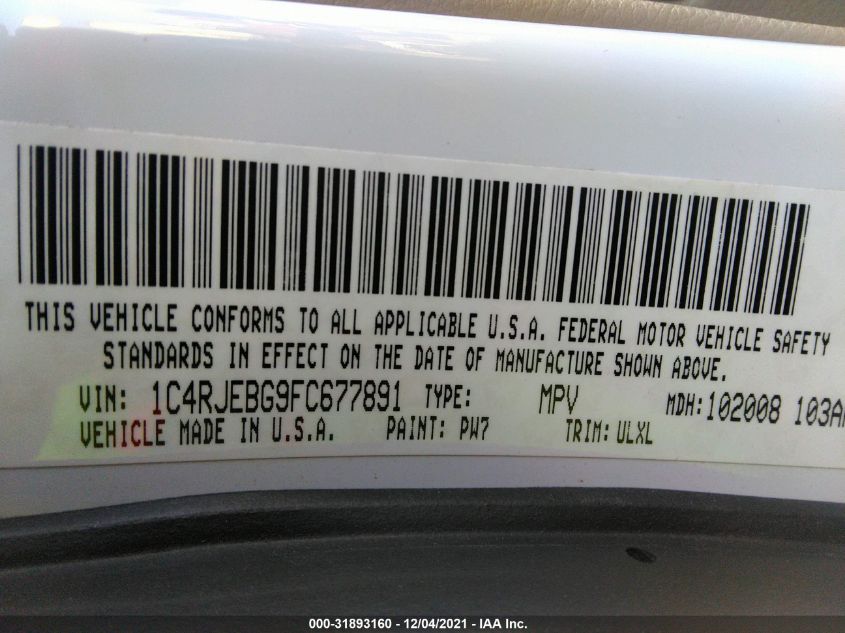 THIS VEHICLE CONFORMS TO ALL APPLICABLE U.S.A. FEDERAL MOTOR VEHICLE SAFETY
STANDARDS IN EFFECT ON THE DATE OF MANUFACTURE SHOWN ABOVE.
VIN: 1C4RJEBG9FC677891 TYPE: MPV MDH:102008 103A
VEHICLE MADE IN U.S.A. PAINT: PW7 TRIM: ULXL
000-31893160 - 12/04/2021 - IAA Inc.